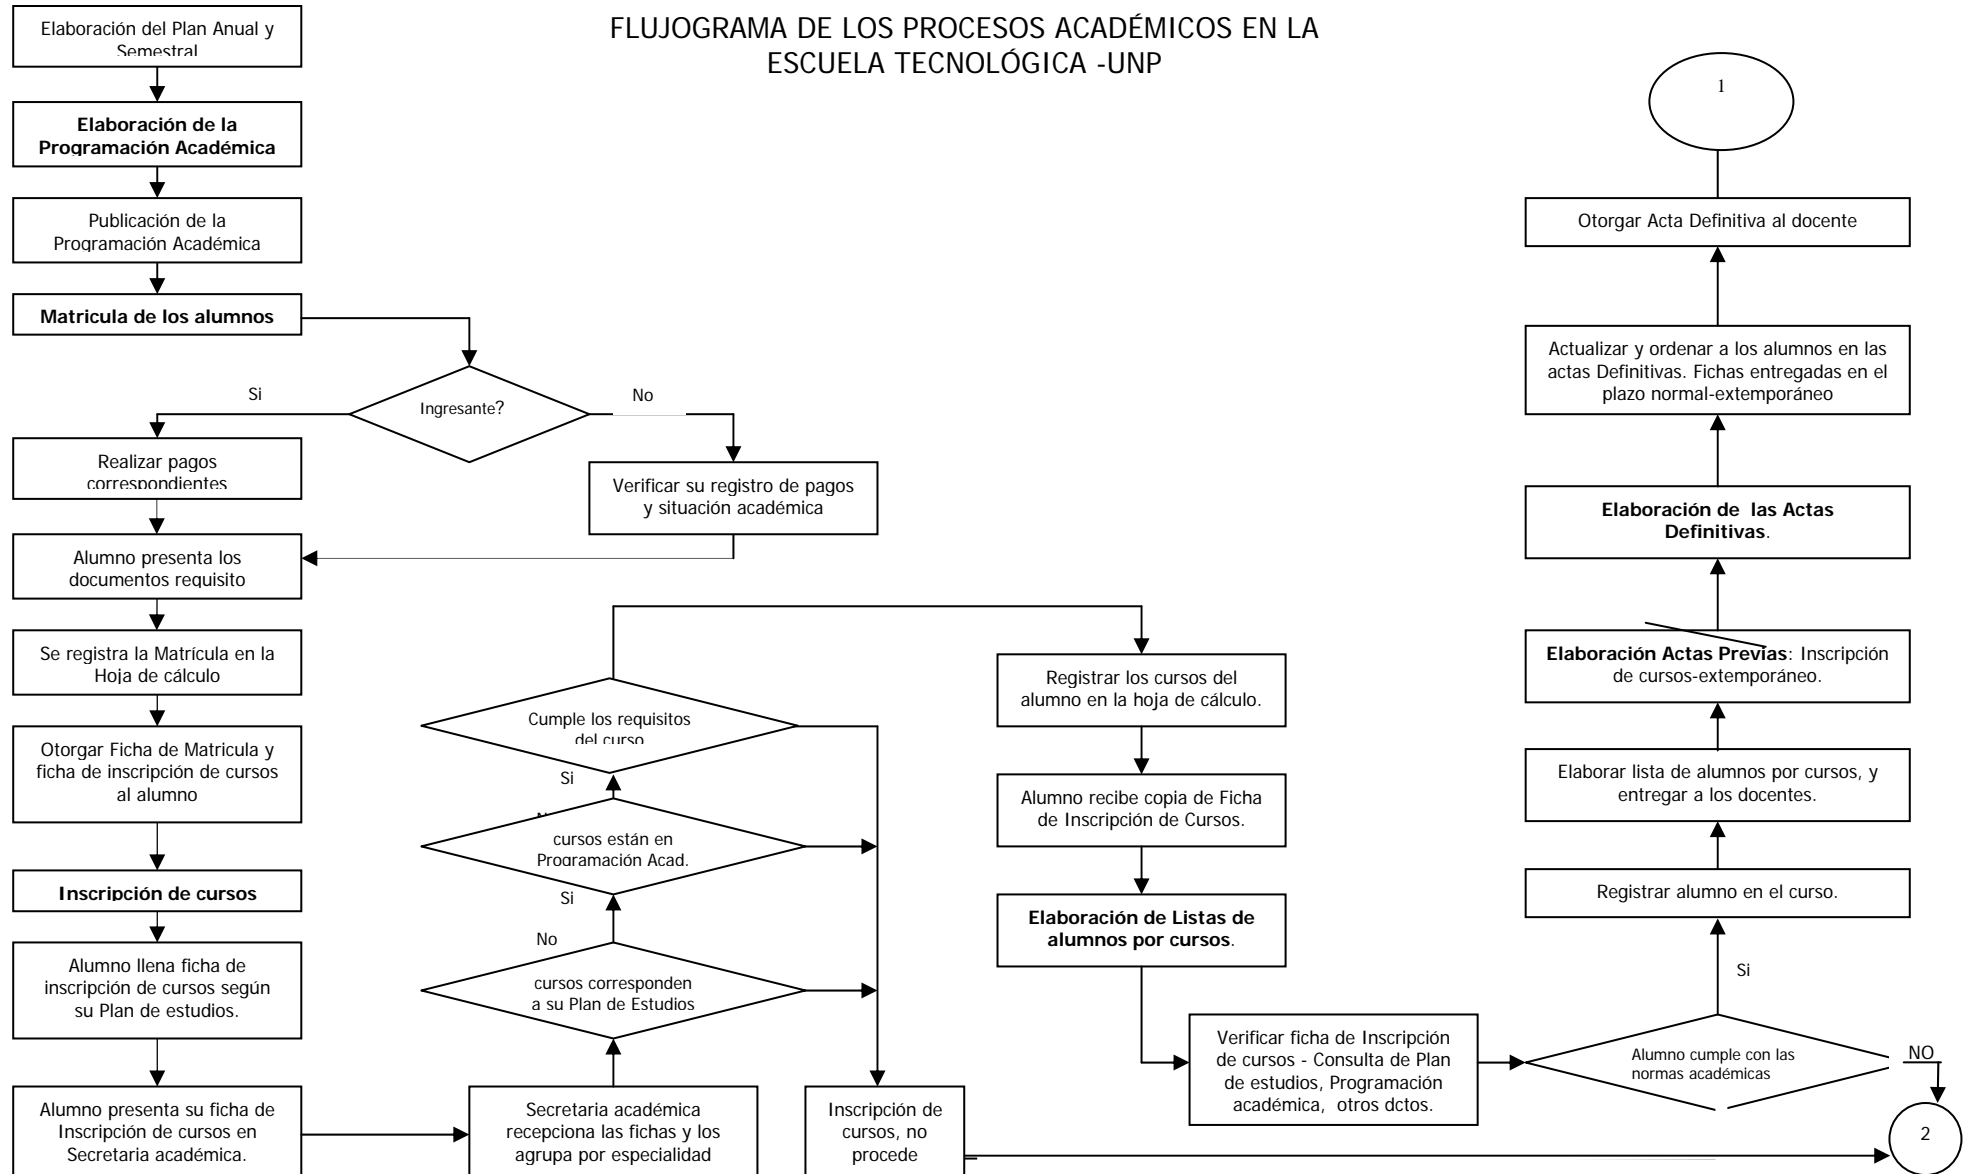 FLUJOGRAMA DE LOS PROCESOS ACADÉMICOS EN LA
ESCUELA TECNOLÓGICA -UNP
Elaboración del Plan Anual y
Semestral
Elaboración de la
Programación Académica
Publicación de la
Programación Académica
Matricula de los alumnos
Ingresante?
Si
No
Realizar pagos
correspondientes
Verificar su registro de pagos
y situación académica
Alumno presenta los
documentos requisito
Se registra la Matrícula en la
Hoja de cálculo
Otorgar Ficha de Matricula y
ficha de inscripción de cursos
al alumno
Inscripción de cursos
Alumno llena ficha de
inscripción de cursos según
su Plan de estudios.
Alumno presenta su ficha de
Inscripción de cursos en
Secretaria académica.
Secretaria académica
recepciona las fichas y los
agrupa por especialidad
cursos corresponden
a su Plan de Estudios
No
Si
cursos están en
Programación Acad.
Si
Cumple los requisitos
del curso
Inscripción de
cursos, no
procede
Registrar los cursos del
alumno en la hoja de cálculo.
Alumno recibe copia de Ficha
de Inscripción de Cursos.
Elaboración de Listas de
alumnos por cursos.
Verificar ficha de Inscripción
de cursos - Consulta de Plan
de estudios, Programación
académica, otros dctos.
Alumno cumple con las
normas académicas
NO
2
Si
Registrar alumno en el curso.
Elaborar lista de alumnos por cursos, y
entregar a los docentes.
Elaboración Actas Previas: Inscripción
de cursos-extemporáneo.
Elaboración de las Actas
Definitivas.
Actualizar y ordenar a los alumnos en las
actas Definitivas. Fichas entregadas en el
plazo normal-extemporáneo
Otorgar Acta Definitiva al docente
1